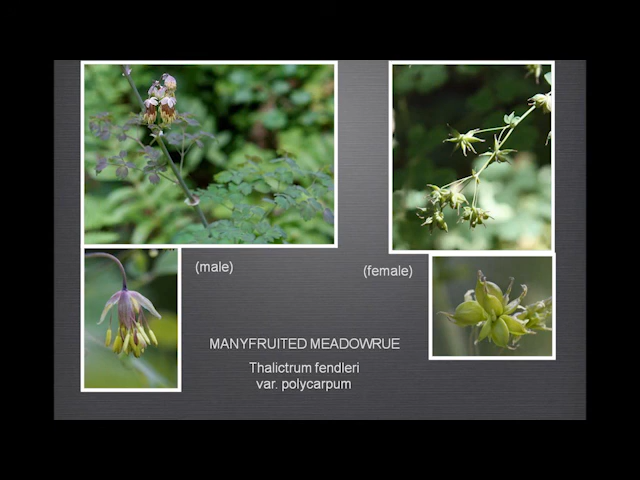 (male)
(female)
MANYFRUITED MEADOWRUE
Thalictrum fendleri
var. polycarpum